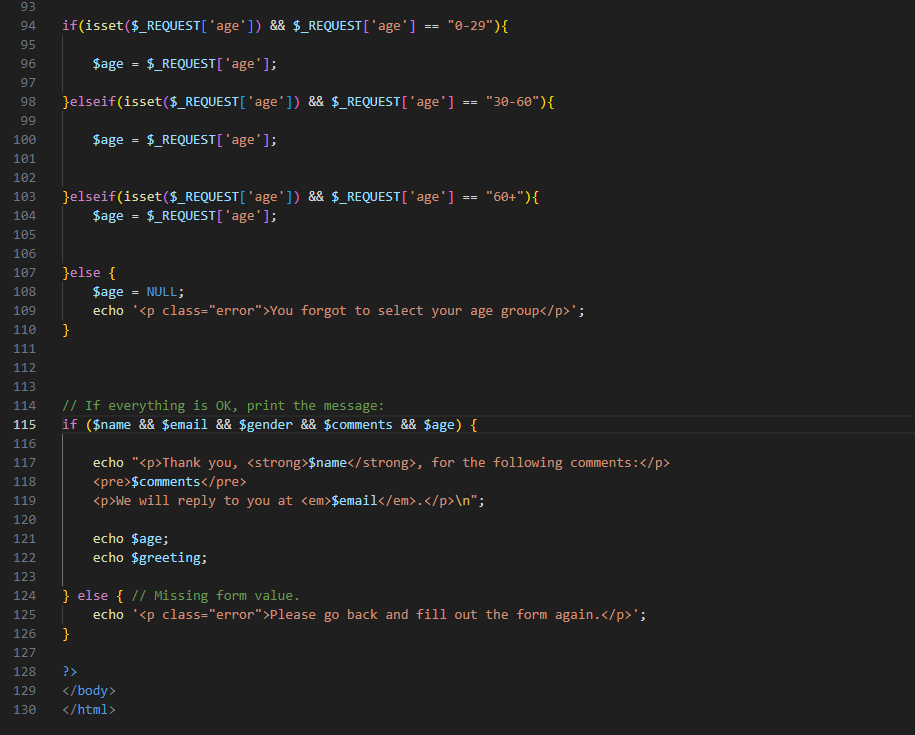 93
94 if(isset($_REQUEST['age']) && $_REQUEST['age'] == "0-29"){
95
96 $age = $_REQUEST['age'];
97
98 }elseif(isset($_REQUEST['age']) && $_REQUEST['age'] == "30-60"){
99
100 $age = $_REQUEST['age'];
101
102
103 }elseif(isset($_REQUEST['age']) && $_REQUEST['age'] == "60+"){
104 $age = $_REQUEST['age'];
105
106
107 }else {
108 $age = NULL;
109 echo '<p class="error">You forgot to select your age group</p>';
110 }
111
112
113
114 // If everything is OK, print the message:
115 if ($name && $email && $gender && $comments && $age) {
116
117 echo "<p>Thank you, <strong>$name</strong>, for the following comments:</p>
118 <pre>$comments</pre>
119 <p>We will reply to you at <em>$email</em>.</p>\n";
120
121 echo $age;
122 echo $greeting;
123
124 } else { // Missing form value.
125 echo '<p class="error">Please go back and fill out the form again.</p>';
126 }
127
128 ?>
129 </body>
130 </html>